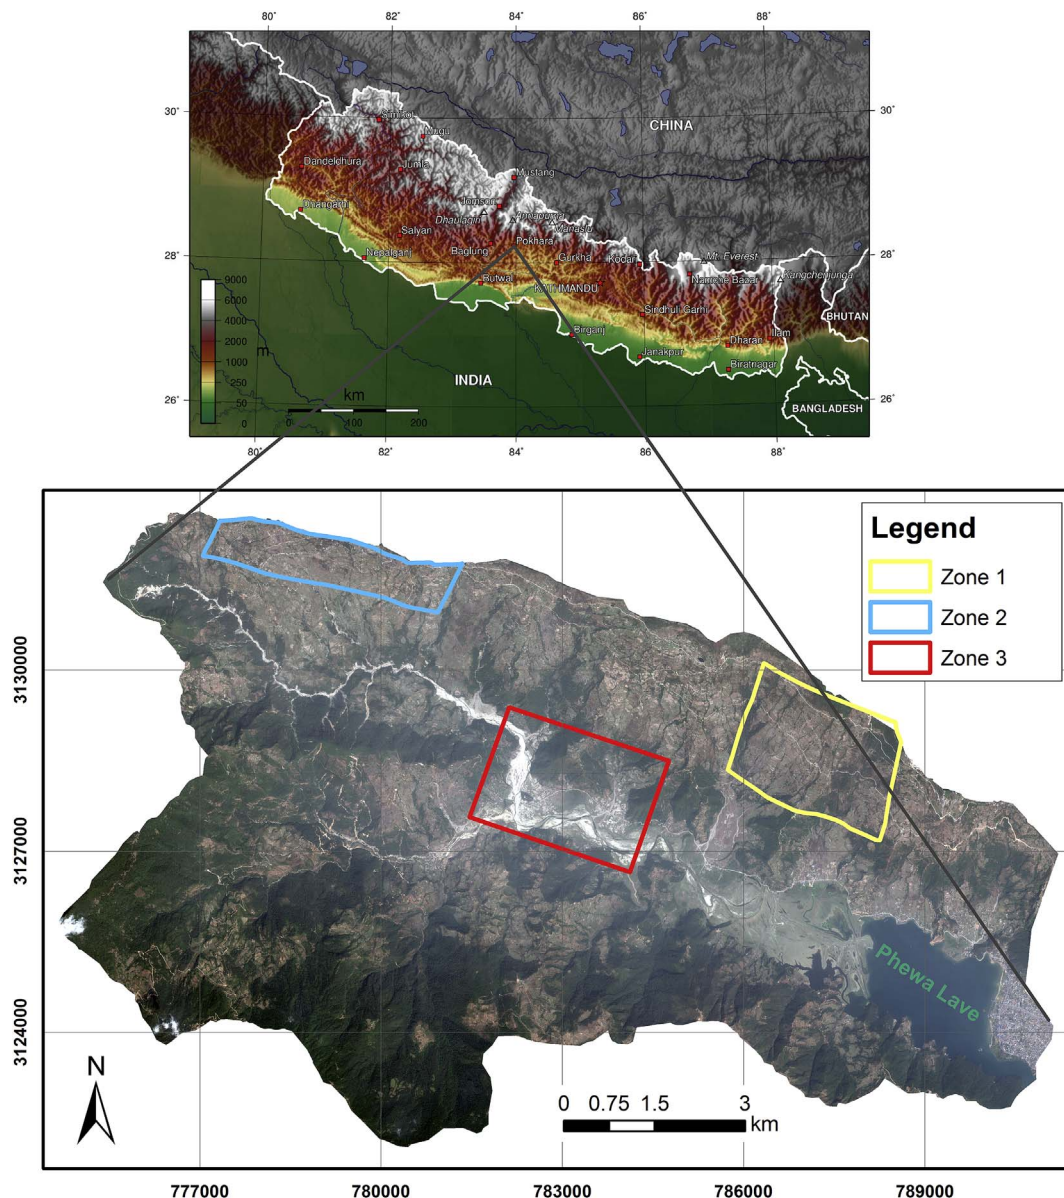 80° 82° 84° 86° 88°
30° 30°
CHINA
Simikot
Mugu
Dandeldhura
Jumla
Mustang
Jomsom
Dhangarhi
Annapurna
Dhaulagiri
Manaslu
Salyan
Pokhara
28° Nepalganj Baglung Gurkha Kodari Mt. Everest 28°
Kangchenjunga
Butwal Namche Bazar
9000
6000
4000
2000
1000
250
50
0
m
KATHMANDU
Sindhuli Garhi
BHUTAN
Birganj
Ilam
Dharan
Janakpur
Biratnagar
INDIA
km
0 100 200
26° 26°
BANGLADESH
80° 82° 84° 86° 88°
Legend
Zone 1
Zone 2
Zone 3
3130000
3127000
3124000
Phewa Lave
N
0 0.75 1.5 3
km
777000 780000 783000 786000 789000